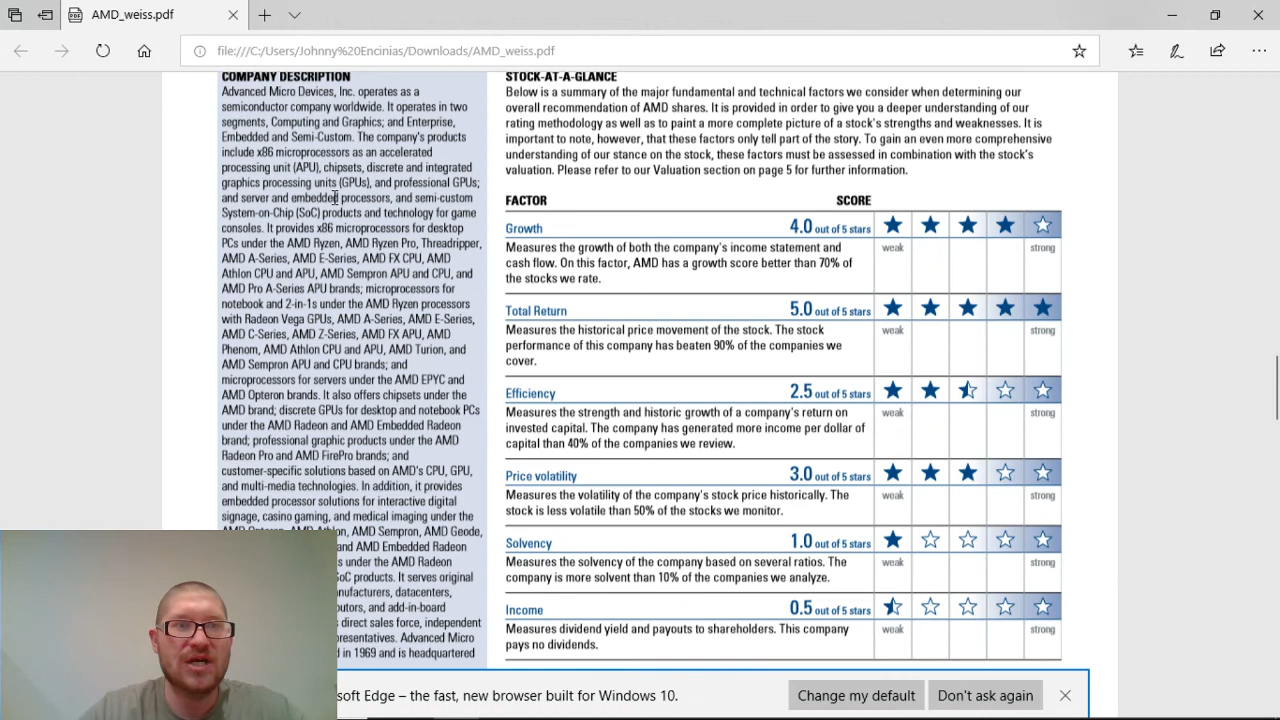 AMD_weiss.pdf
file:///C:/Users/Johnny%20Encinias/Downloads/AMD_weiss.pdf
COMPANY DESCRIPTION
Advanced Micro Devices, Inc. operates as a
semiconductor company worldwide. It operates in two
segments, Computing and Graphics; and Enterprise,
Embedded and Semi-Custom. The company's products
include x86 microprocessors as an accelerated
processing unit (APU), chipsets, discrete and integrated
graphics processing units (GPUs), and professional GPUs;
and server and embedded processors, and semi-custom
System-on-Chip (SoC) products and technology for game
consoles. It provides x86 microprocessors for desktop
PCs under the AMD Ryzen, AMD Ryzen Pro, Threadripper,
AMD A-Series, AMD E-Series, AMD FX CPU, AMD
Athlon CPU and APU, AMD Sempron APU and CPU, and
AMD Pro A-Series APU brands; microprocessors for
notebook and 2-in-1s under the AMD Ryzen processors
with Radeon Vega GPUs, AMD A-Series, AMD E-Series,
AMD C-Series, AMD Z-Series, AMD FX APU, AMD
Phenom, AMD Athlon CPU and APU, AMD Turion, and
AMD Sempron APU and CPU brands; and
microprocessors for servers under the AMD EPYC and
AMD Opteron brands. It also offers chipsets under the
AMD brand; discrete GPUs for desktop and notebook PCs
under the AMD Radeon and AMD Embedded Radeon
brand; professional graphic products under the AMD
Radeon Pro and AMD FirePro brands; and
customer-specific solutions based on AMD's CPU, GPU,
and multi-media technologies. In addition, it provides
embedded processor solutions for interactive digital
signage, casino gaming, and medical imaging under the
AMD Opteron, AMD Athlon, AMD Sempron, AMD Geode,
and AMD Embedded Radeon
under the AMD Radeon
SoC products. It serves original
nufacturers, datacenters,
butors, and add-in-board
direct sales force, independent
presentatives. Advanced Micro
in 1969 and is headquartered
STOCK-AT-A-GLANCE
Below is a summary of the major fundamental and technical factors we consider when determining our
overall recommendation of AMD shares. It is provided in order to give you a deeper understanding of our
rating methodology as well as to paint a more complete picture of a stock's strengths and weaknesses. It is
important to note, however, that these factors only tell part of the story. To gain an even more comprehensive
understanding of our stance on the stock, these factors must be assessed in combination with the stock's
valuation. Please refer to our Valuation section on page 5 for further information.
FACTOR SCORE
Growth 4.0 out of 5 stars
Measures the growth of both the company's income statement and weak strong
cash flow. On this factor, AMD has a growth score better than 70% of
the stocks we rate.
Total Return 5.0 out of 5 stars
Measures the historical price movement of the stock. The stock weak strong
performance of this company has beaten 90% of the companies we
cover.
Efficiency 2.5 out of 5 stars
Measures the strength and historic growth of a company's return on weak strong
invested capital. The company has generated more income per dollar of
capital than 40% of the companies we review.
Price volatility 3.0 out of 5 stars
Measures the volatility of the company's stock price historically. The weak strong
stock is less volatile than 50% of the stocks we monitor.
Solvency 1.0 out of 5 stars
Measures the solvency of the company based on several ratios. The weak strong
company is more solvent than 10% of the companies we analyze.
Income 0.5 out of 5 stars
Measures dividend yield and payouts to shareholders. This company weak strong
pays no dividends.
soft Edge – the fast, new browser built for Windows 10. Change my default Don't ask again